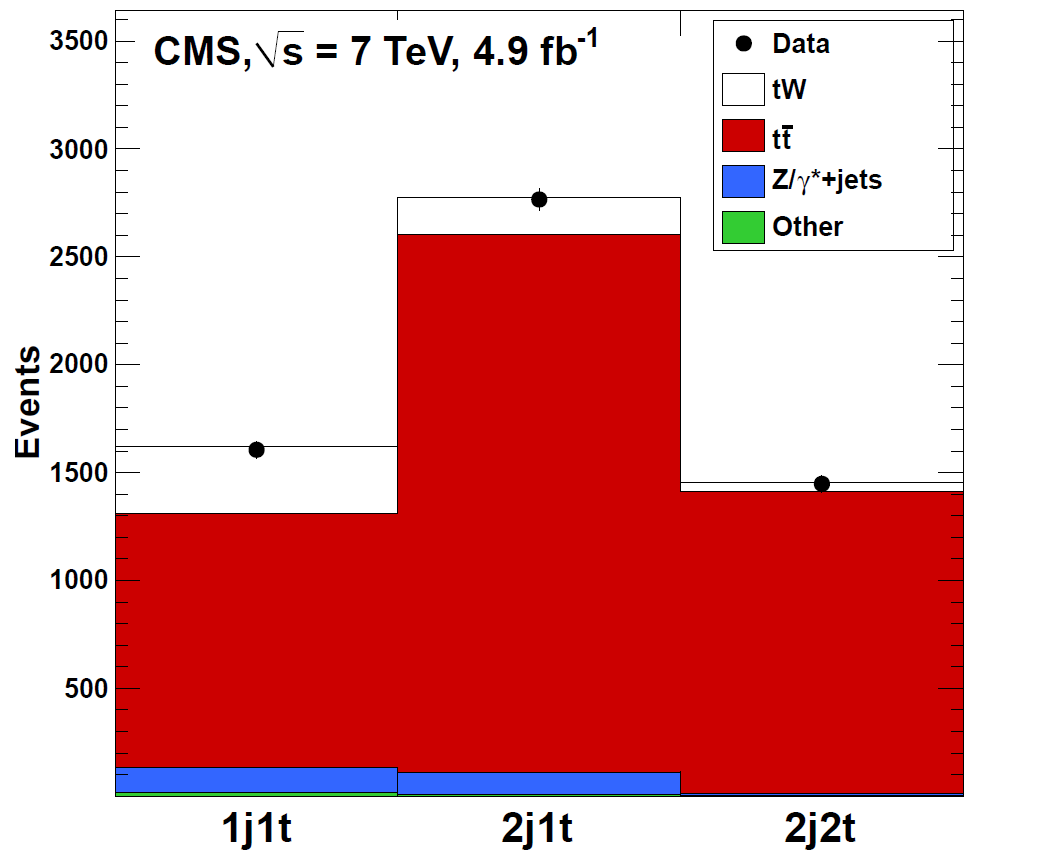 CMS, √s = 7 TeV, 4.9 fb⁻¹
Data
tW
tt̅
Z/γ*+jets
Other
Events
3500
3000
2500
2000
1500
1000
500
1j1t
2j1t
2j2t